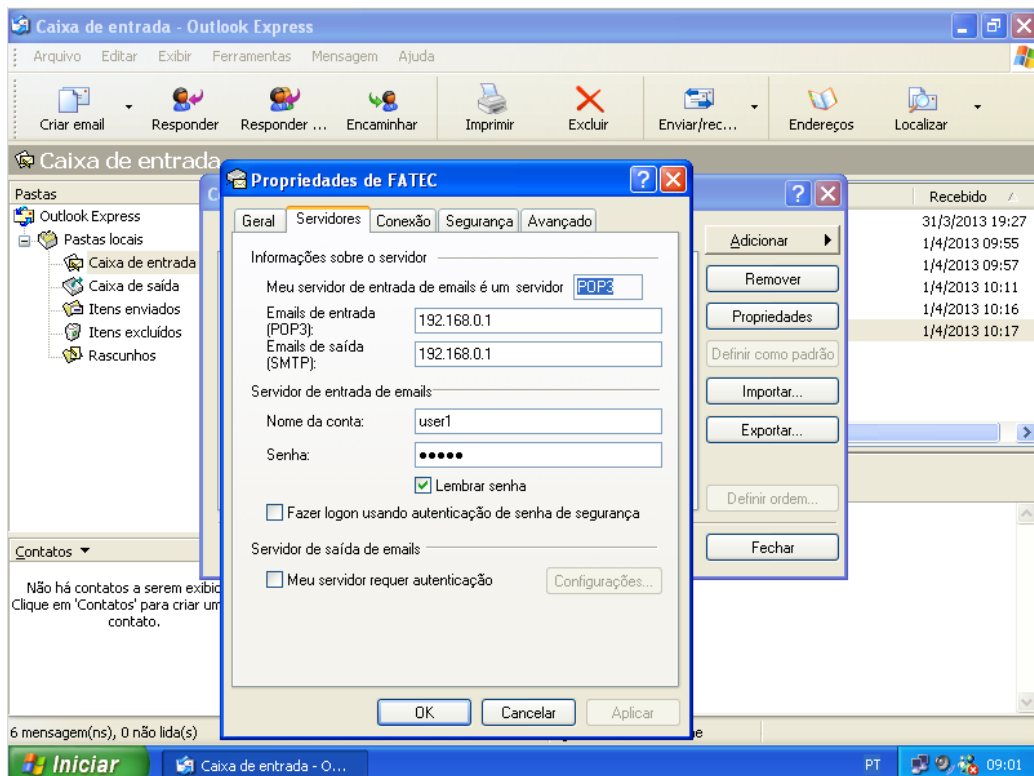 Caixa de entrada - Outlook Express
Arquivo Editar Exibir Ferramentas Mensagem Ajuda
Criar email Responder Responder ... Encaminhar Imprimir Excluir Enviar/rec... Endereços Localizar
Caixa de entrada
Pastas
Outlook Express
Pastas locais
Caixa de entrada
Caixa de saída
Itens enviados
Itens excluídos
Rascunhos
Contatos
Não há contatos a serem
Clique em 'Contatos' para criar um
contato.
Propriedades de FATEC
Geral Servidores Conexão Segurança Avançado
Informações sobre o servidor
Meu servidor de entrada de emails é um servidor POP3
Emails de entrada
(POP3): 192.168.0.1
Emails de saída
(SMTP): 192.168.0.1
Servidor de entrada de emails
Nome da conta: user1
Senha: •••••
Lembrar senha
Fazer logon usando autenticação de senha de segurança
Servidor de saída de emails
Meu servidor requer autenticação Configurações...
OK Cancelar Aplicar
Adicionar
Remover
Propriedades
Definir como padrão
Importar...
Exportar...
Definir ordem...
Fechar
Recebido
31/3/2013 19:27
1/4/2013 09:55
1/4/2013 09:57
1/4/2013 10:11
1/4/2013 10:16
1/4/2013 10:17
6 mensagem(ns), 0 não lida(s)
Iniciar Caixa de entrada - O... PT 09:01